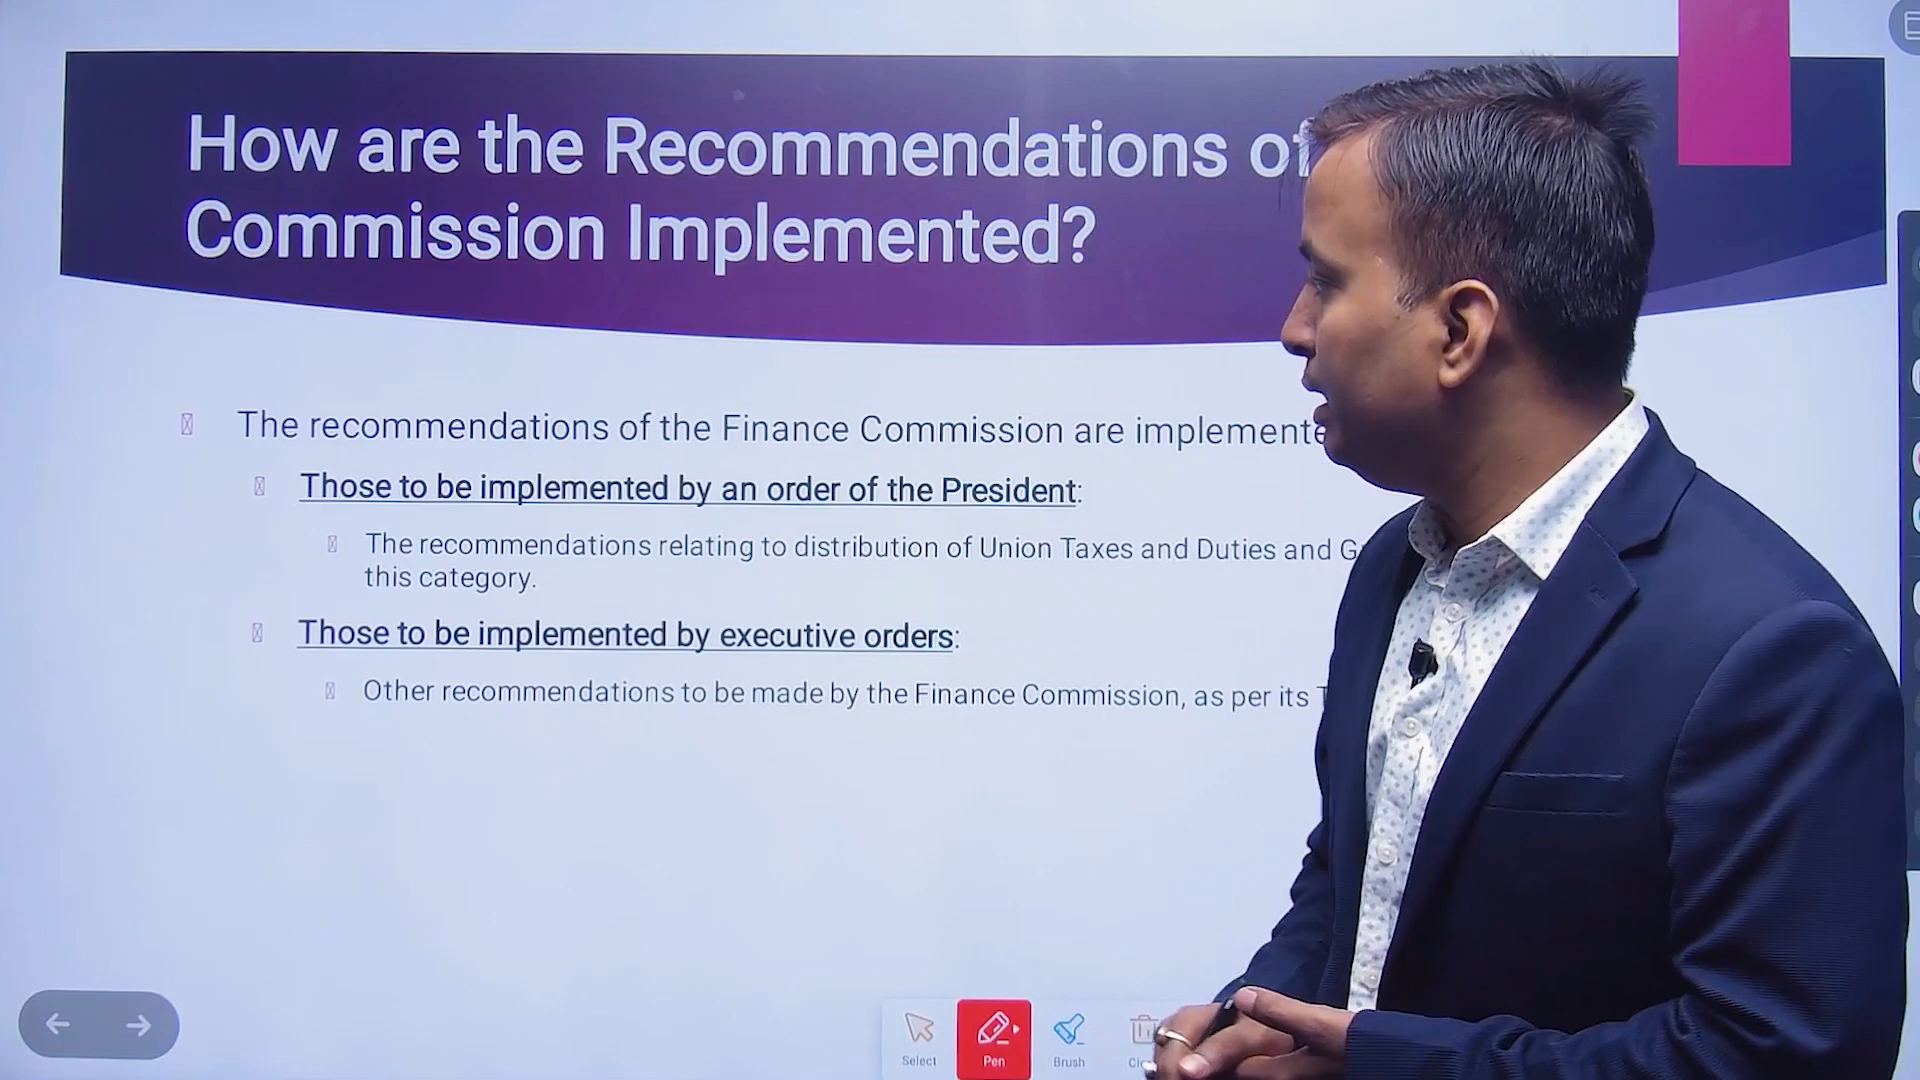 How are the Recommendations of
Commission Implemented?
The recommendations of the Finance Commission are
Those to be implemented by an order of the President:
The recommendations relating to distribution of Union Taxes and Duties and
this category.
Those to be implemented by executive orders:
Other recommendations to be made by the Finance Commission, as per its
Select
Pen
Brush